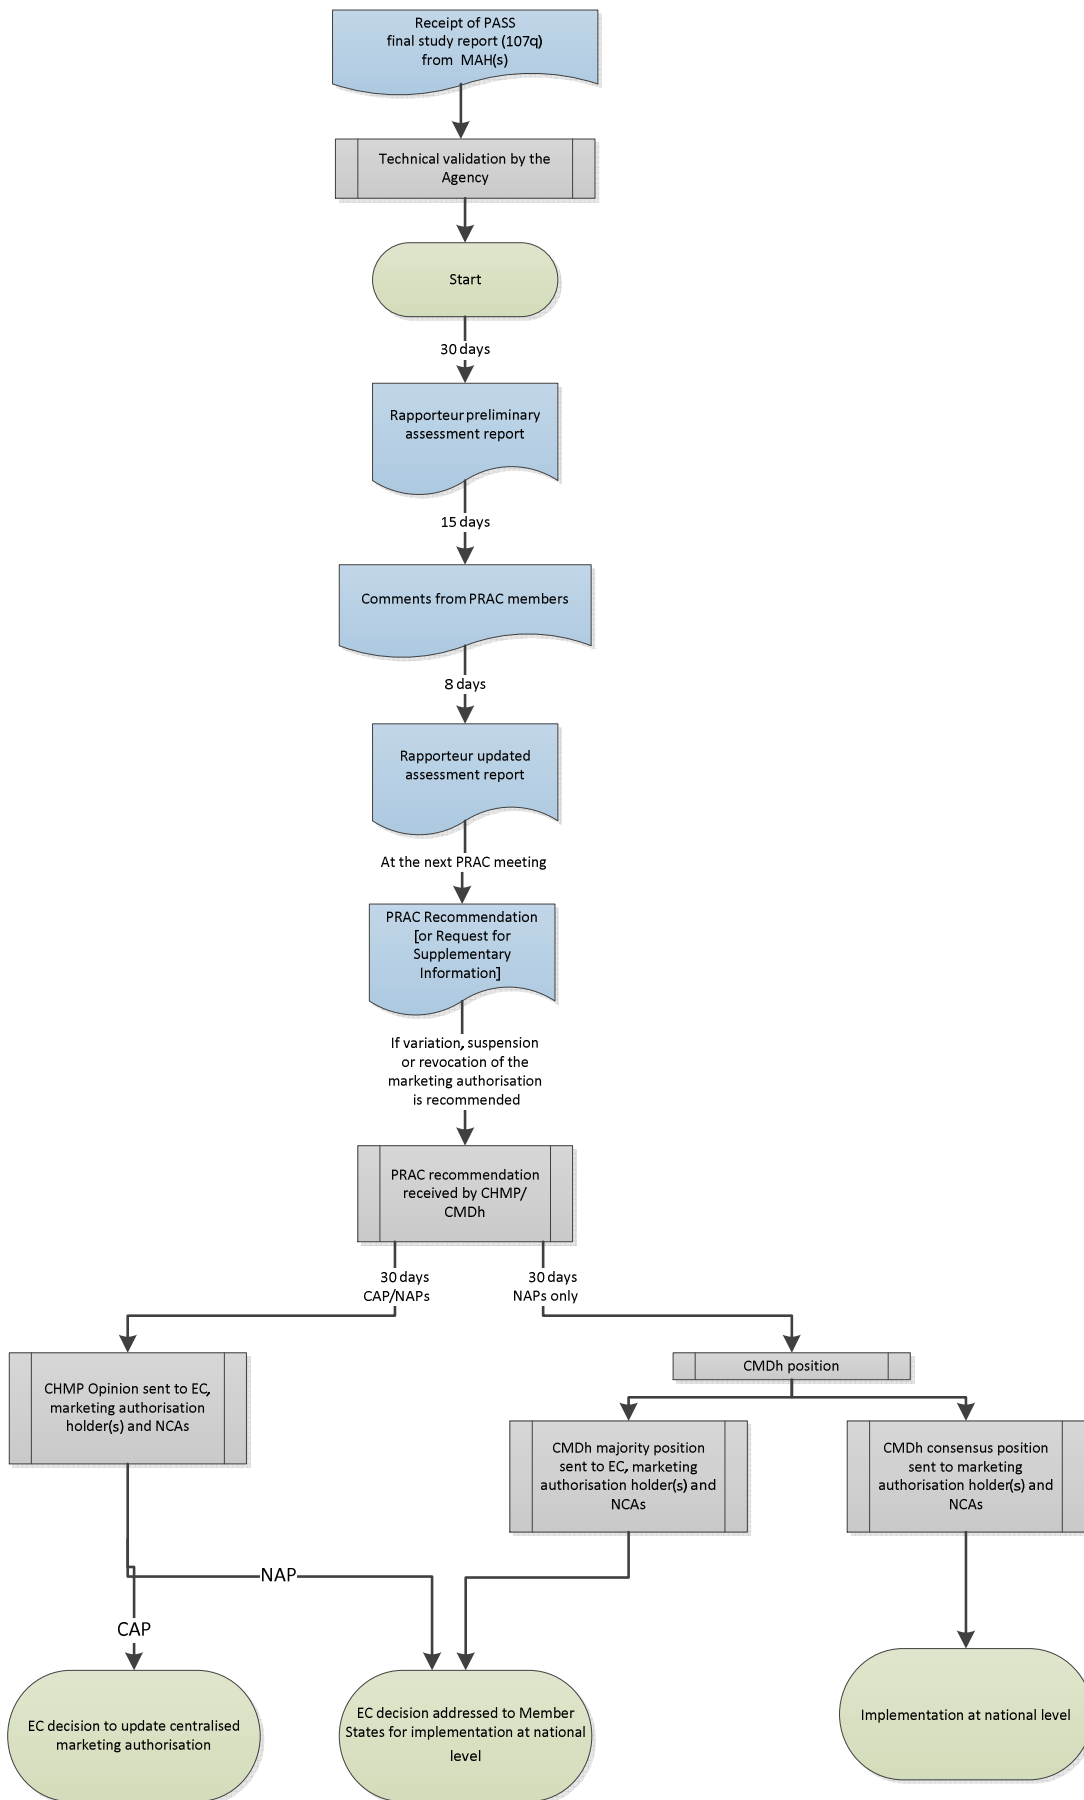 Receipt of PASS
final study report (107q)
from MAH(s)
Technical validation by the
Agency
Start
30 days
Rapporteur preliminary
assessment report
15 days
Comments from PRAC members
8 days
Rapporteur updated
assessment report
At the next PRAC meeting
PRAC Recommendation
[or Request for
Supplementary
Information]
If variation, suspension
or revocation of the
marketing authorisation
is recommended
PRAC recommendation
received by CHMP/
CMDh
30 days
CAP/NAPs
30 days
NAPs only
CHMP Opinion sent to EC,
marketing authorisation
holder(s) and NCAs
CMDh position
CMDh majority position
sent to EC, marketing
authorisation holder(s) and
NCAs
CMDh consensus position
sent to marketing
authorisation holder(s) and
NCAs
NAP
CAP
EC decision to update centralised
marketing authorisation
EC decision addressed to Member
States for implementation at national
level
Implementation at national level